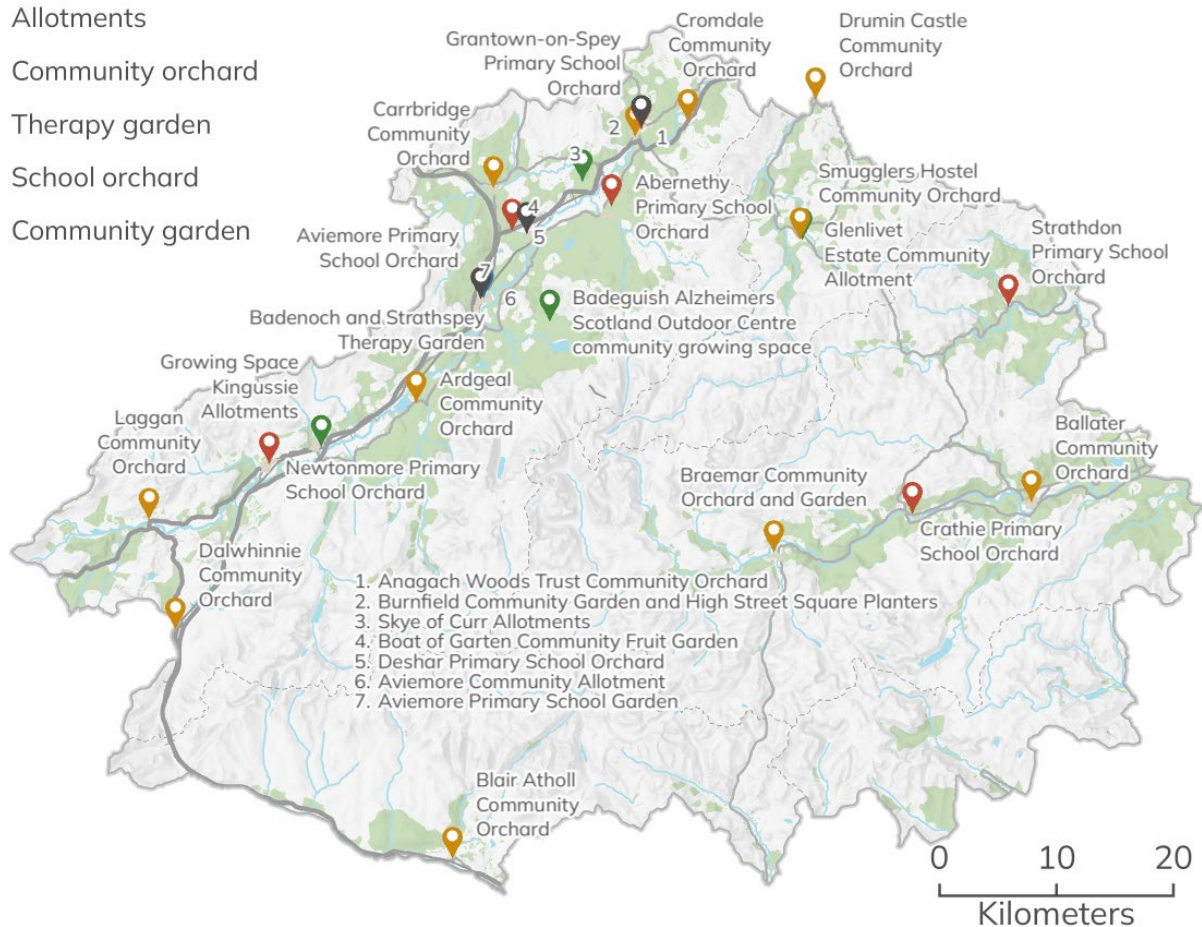 Allotments
Community orchard
Therapy garden
School orchard
Community garden
Grantown-on-Spey
Primary School
Orchard
Cromdale
Community
Orchard
Drumin Castle
Community
Orchard
Carrbridge
Community
Orchard
2
1
3
Abernethy
Primary School
Orchard
Smugglers Hostel
Community Orchard
Glenlivet
Estate Community
Allotment
Strathdon
Primary School
Orchard
4
5
Aviemore Primary
School Orchard
7
6
Badenoch and Strathspey
Therapy Garden
Badeguish Alzheimers
Scotland Outdoor Centre
community growing space
Growing Space
Kingussie
Allotments
Ardgeal
Community
Orchard
Laggan
Community
Orchard
Newtonmore Primary
School Orchard
Ballater
Community
Orchard
Braemar Community
Orchard and Garden
Crathie Primary
School Orchard
Dalwhinnie
Community
Orchard
1. Anagach Woods Trust Community Orchard
2. Burnfield Community Garden and High Street Square Planters
3. Skye of Curr Allotments
4. Boat of Garten Community Fruit Garden
5. Deshar Primary School Orchard
6. Aviemore Community Allotment
7. Aviemore Primary School Garden
Blair Atholl
Community
Orchard
0 10 20
Kilometers